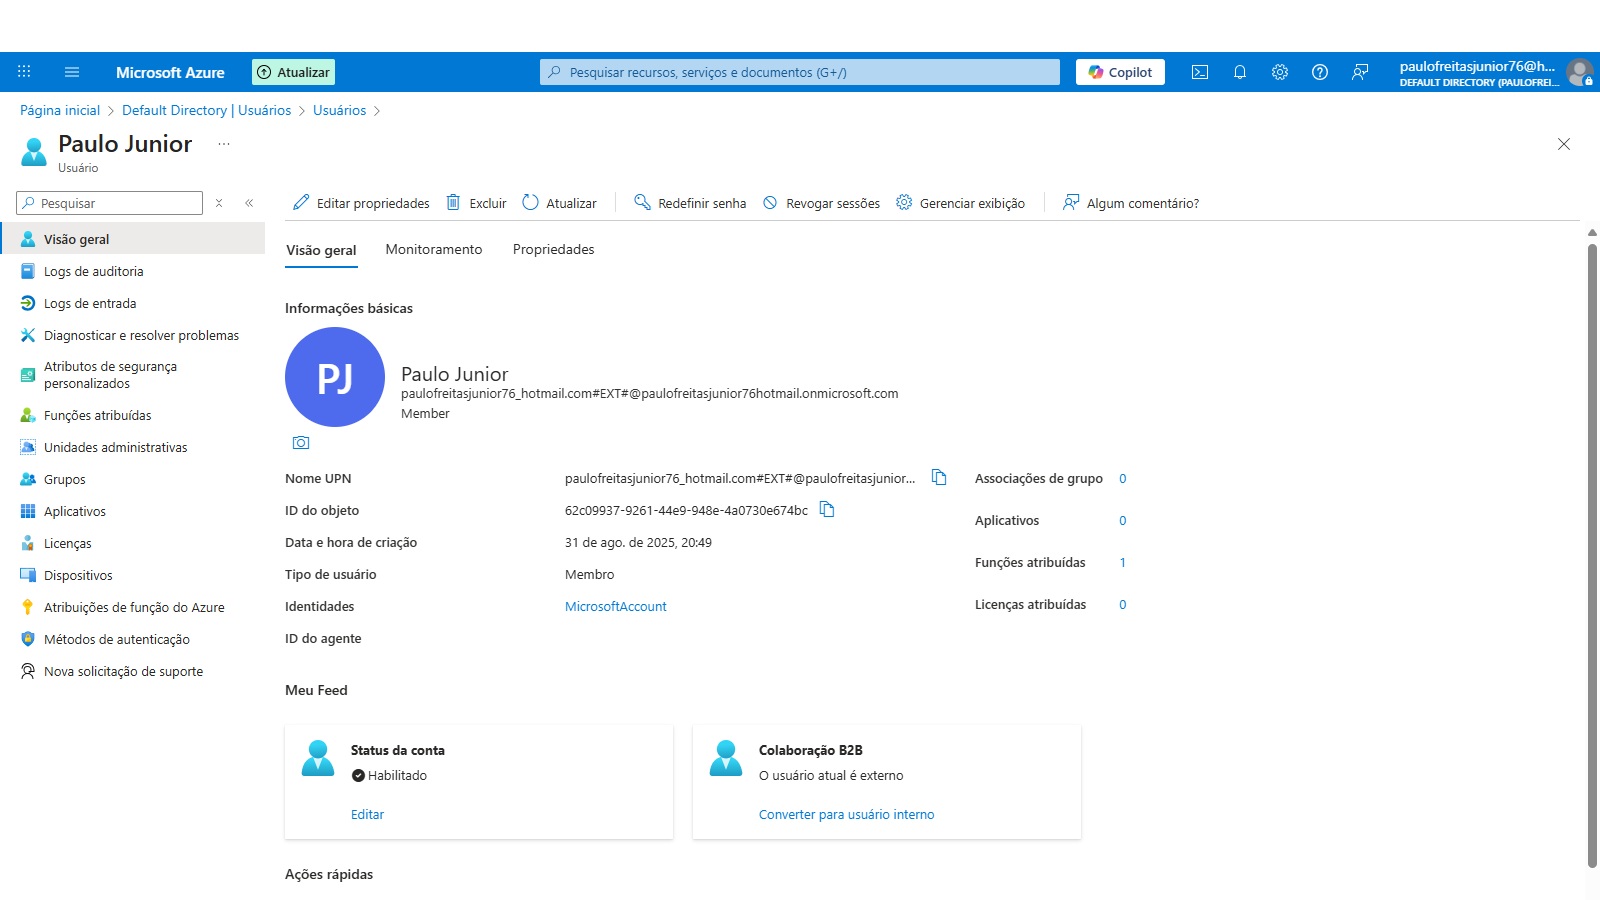 Microsoft Azure
Atualizar
Pesquisar recursos, serviços e documentos (G+/)
Copilot
paulofreitasjunior76@h...
DEFAULT DIRECTORY (PAULOFREI...
Página inicial > Default Directory | Usuários > Usuários >
Paulo Junior ...
Usuário
Pesquisar
Editar propriedades
Excluir
Atualizar
Redefinir senha
Revogar sessões
Gerenciar exibição
Algum comentário?
Visão geral
Logs de auditoria
Logs de entrada
Diagnosticar e resolver problemas
Atributos de segurança
personalizados
Funções atribuídas
Unidades administrativas
Grupos
Aplicativos
Licenças
Dispositivos
Atribuições de função do Azure
Métodos de autenticação
Nova solicitação de suporte
Visão geral
Monitoramento
Propriedades
Informações básicas
PJ
Paulo Junior
paulofreitasjunior76_hotmail.com#EXT#@paulofreitasjunior76hotmail.onmicrosoft.com
Member
Nome UPN paulofreitasjunior76_hotmail.com#EXT#@paulofreitasjunior...
ID do objeto 62c09937-9261-44e9-948e-4a0730e674bc
Data e hora de criação 31 de ago. de 2025, 20:49
Tipo de usuário Membro
Identidades MicrosoftAccount
ID do agente
Associações de grupo 0
Aplicativos 0
Funções atribuídas 1
Licenças atribuídas 0
Meu Feed
Status da conta
Habilitado
Editar
Colaboração B2B
O usuário atual é externo
Converter para usuário interno
Ações rápidas